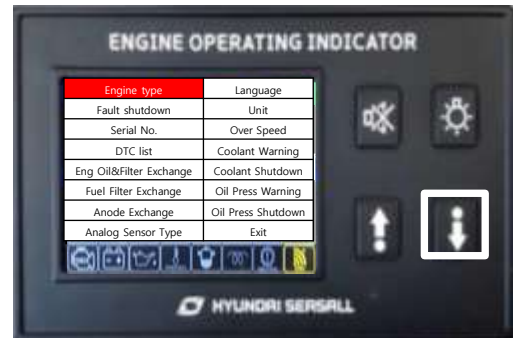 ENGINE OPERATING INDICATOR
Engine type
Language
Fault shutdown
Unit
Serial No.
Over Speed
DTC list
Coolant Warning
Eng Oil&Filter Exchange
Coolant Shutdown
Fuel Filter Exchange
Oil Press Warning
Anode Exchange
Oil Press Shutdown
Analog Sensor Type
Exit
HYUNDAI SEASALL